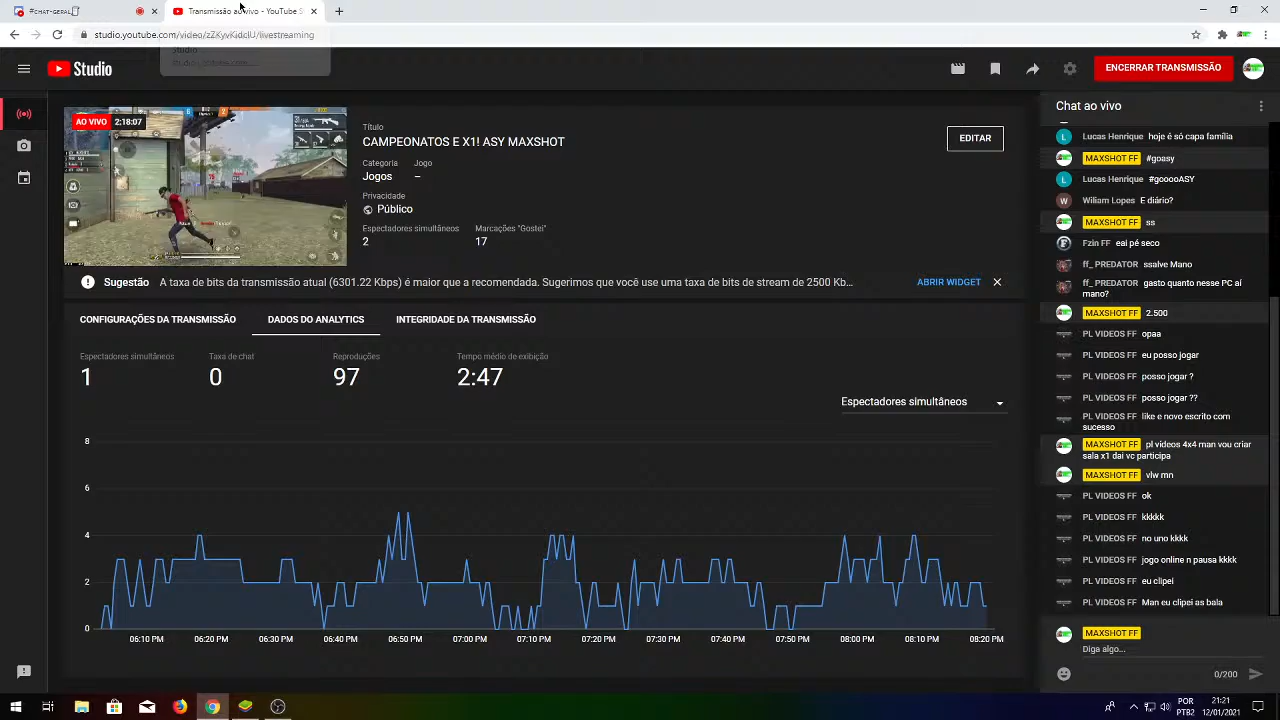 #CHAT-GERAL
Transmissão ao vivo - YouTube S
studio.youtube.com/video/zZKyvKidclU/livestreaming
Studio
Studio
ENCERRAR TRANSMISSÃO
AO VIVO 2:18:07
Título
CAMPEONATOS E X1! ASY MAXSHOT
EDITAR
Categoria Jogo
Jogos –
Privacidade
Público
Espectadores simultâneos Marcações "Gostei"
2 17
Sugestão A taxa de bits da transmissão atual (6301.22 Kbps) é maior que a recomendada. Sugerimos que você use uma taxa de bits de stream de 2500 Kb...
ABRIR WIDGET
CONFIGURAÇÕES DA TRANSMISSÃO DADOS DO ANALYTICS INTEGRIDADE DA TRANSMISSÃO
Espectadores simultâneos Taxa de chat Reproduções Tempo médio de exibição
1 0 97 2:47
Espectadores simultâneos
8
6
4
2
0
06:10 PM 06:20 PM 06:30 PM 06:40 PM 06:50 PM 07:00 PM 07:10 PM 07:20 PM 07:30 PM 07:40 PM 07:50 PM 08:00 PM 08:10 PM 08:20 PM
Chat ao vivo
L Lucas Henrique hoje é só capa família
MAXSHOT FF #goasy
L Lucas Henrique #gooooASY
W Wiliam Lopes E diário?
MAXSHOT FF ss
Fzin FF eai pé seco
ff_ PREDATOR ssalve Mano
ff_ PREDATOR gasto quanto nesse PC aí
mano?
MAXSHOT FF 2.500
PL VIDEOS FF opaa
PL VIDEOS FF eu posso jogar
PL VIDEOS FF posso jogar ?
PL VIDEOS FF posso jogar ??
PL VIDEOS FF like e novo escrito com
sucesso
MAXSHOT FF pl vídeos 4x4 man vou criar
sala x1 dai vc participa
MAXSHOT FF vlw mn
PL VIDEOS FF ok
PL VIDEOS FF kkkkk
PL VIDEOS FF no uno kkkk
PL VIDEOS FF jogo online n pausa kkkk
PL VIDEOS FF eu clipei
PL VIDEOS FF Man eu clipei as bala
MAXSHOT FF
Diga algo...
0/200
POR
PTB2
21:21
12/01/2021